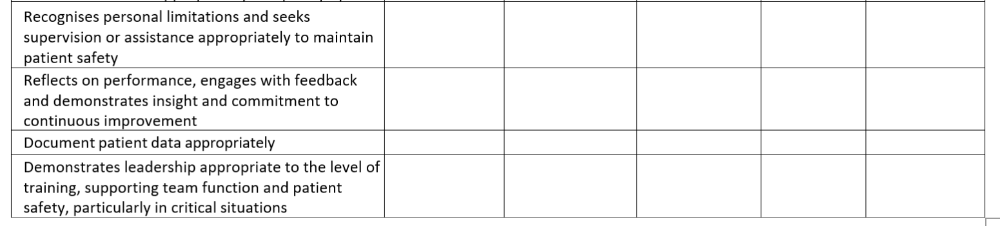 Recognises personal limitations and seeks
supervision or assistance appropriately to maintain
patient safety
Reflects on performance, engages with feedback
and demonstrates insight and commitment to
continuous improvement
Document patient data appropriately
Demonstrates leadership appropriate to the level of
training, supporting team function and patient
safety, particularly in critical situations